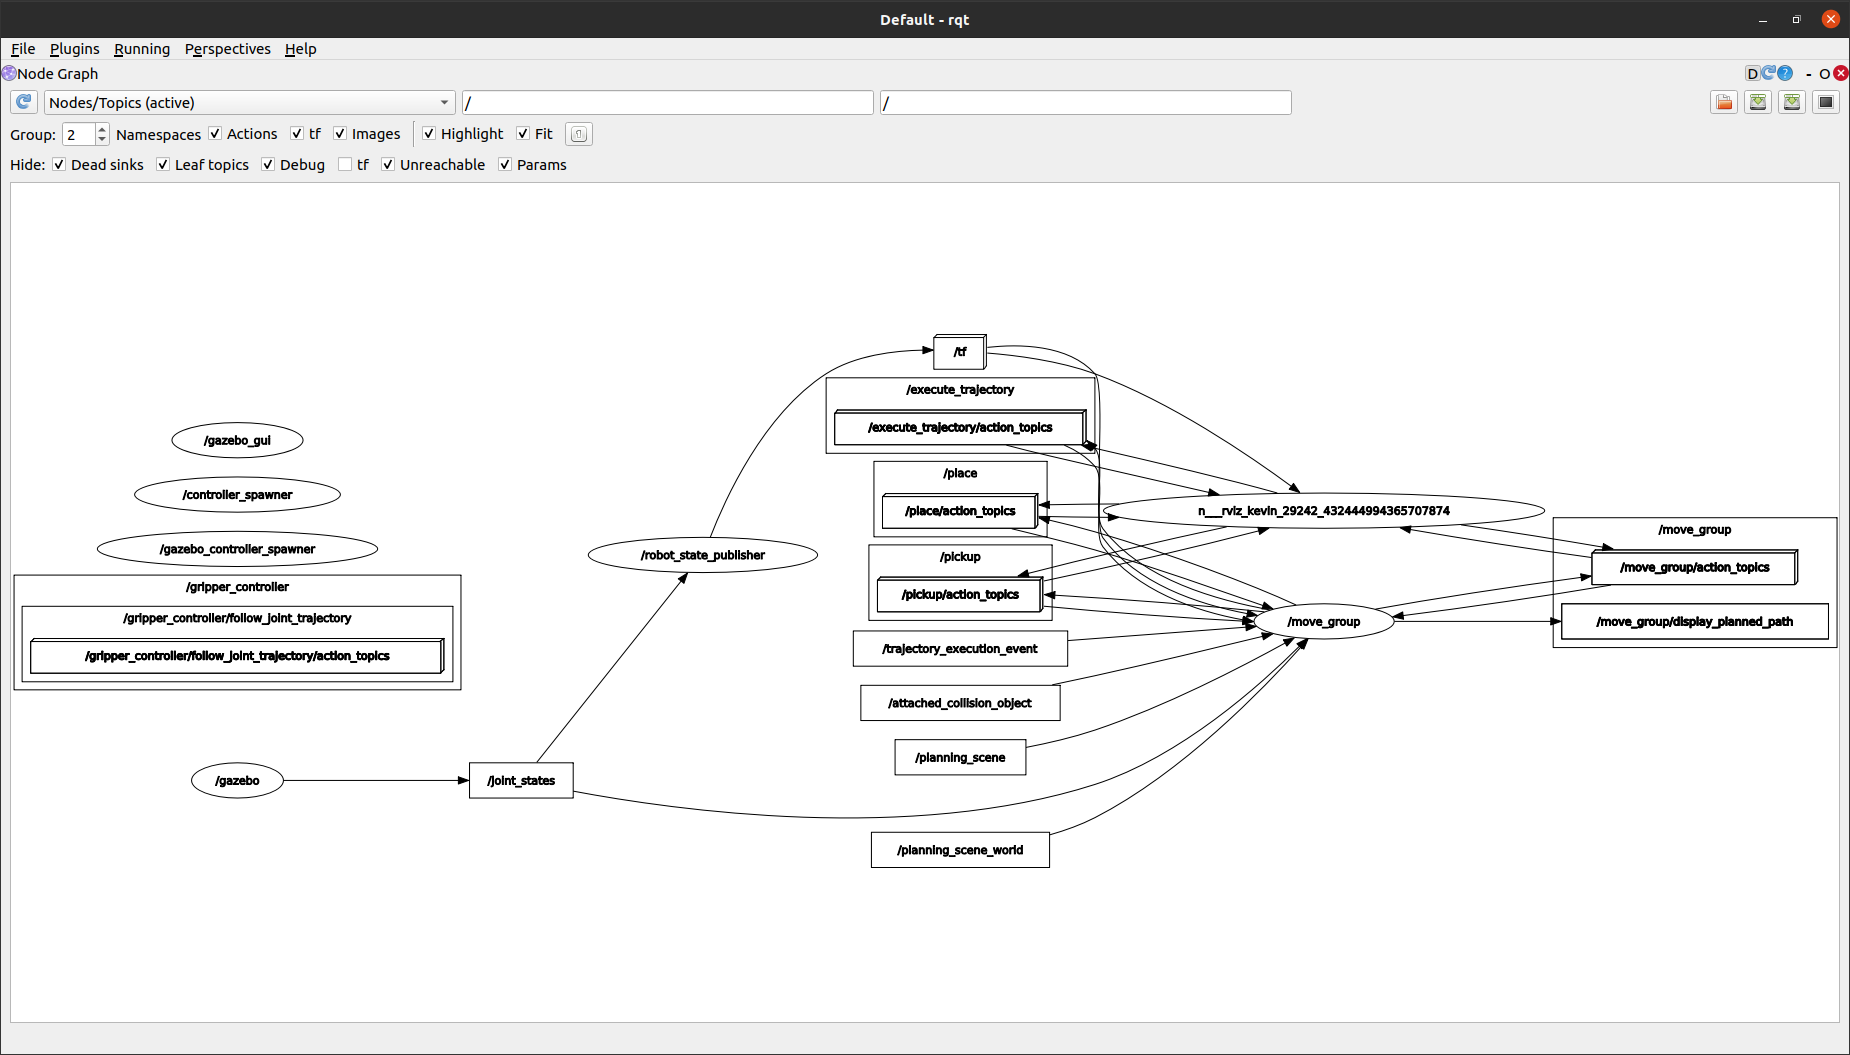 Default - rqt
File Plugins Running Perspectives Help
Node Graph
D ? - O
Nodes/Topics (active) / /
Group: 2 Namespaces Actions tf Images Highlight Fit
Hide: Dead sinks Leaf topics Debug tf Unreachable Params
/tf
/execute_trajectory
/execute_trajectory/action_topics
/gazebo_gui
/place
/controller_spawner
/place/action_topics
n___rviz_kevin_29242_432444994365707874
/move_group
/gazebo_controller_spawner
/robot_state_publisher
/pickup
/move_group/action_topics
/gripper_controller
/pickup/action_topics
/gripper_controller/follow_joint_trajectory
/move_group
/move_group/display_planned_path
/trajectory_execution_event
/gripper_controller/follow_joint_trajectory/action_topics
/attached_collision_object
/planning_scene
/gazebo
/joint_states
/planning_scene_world